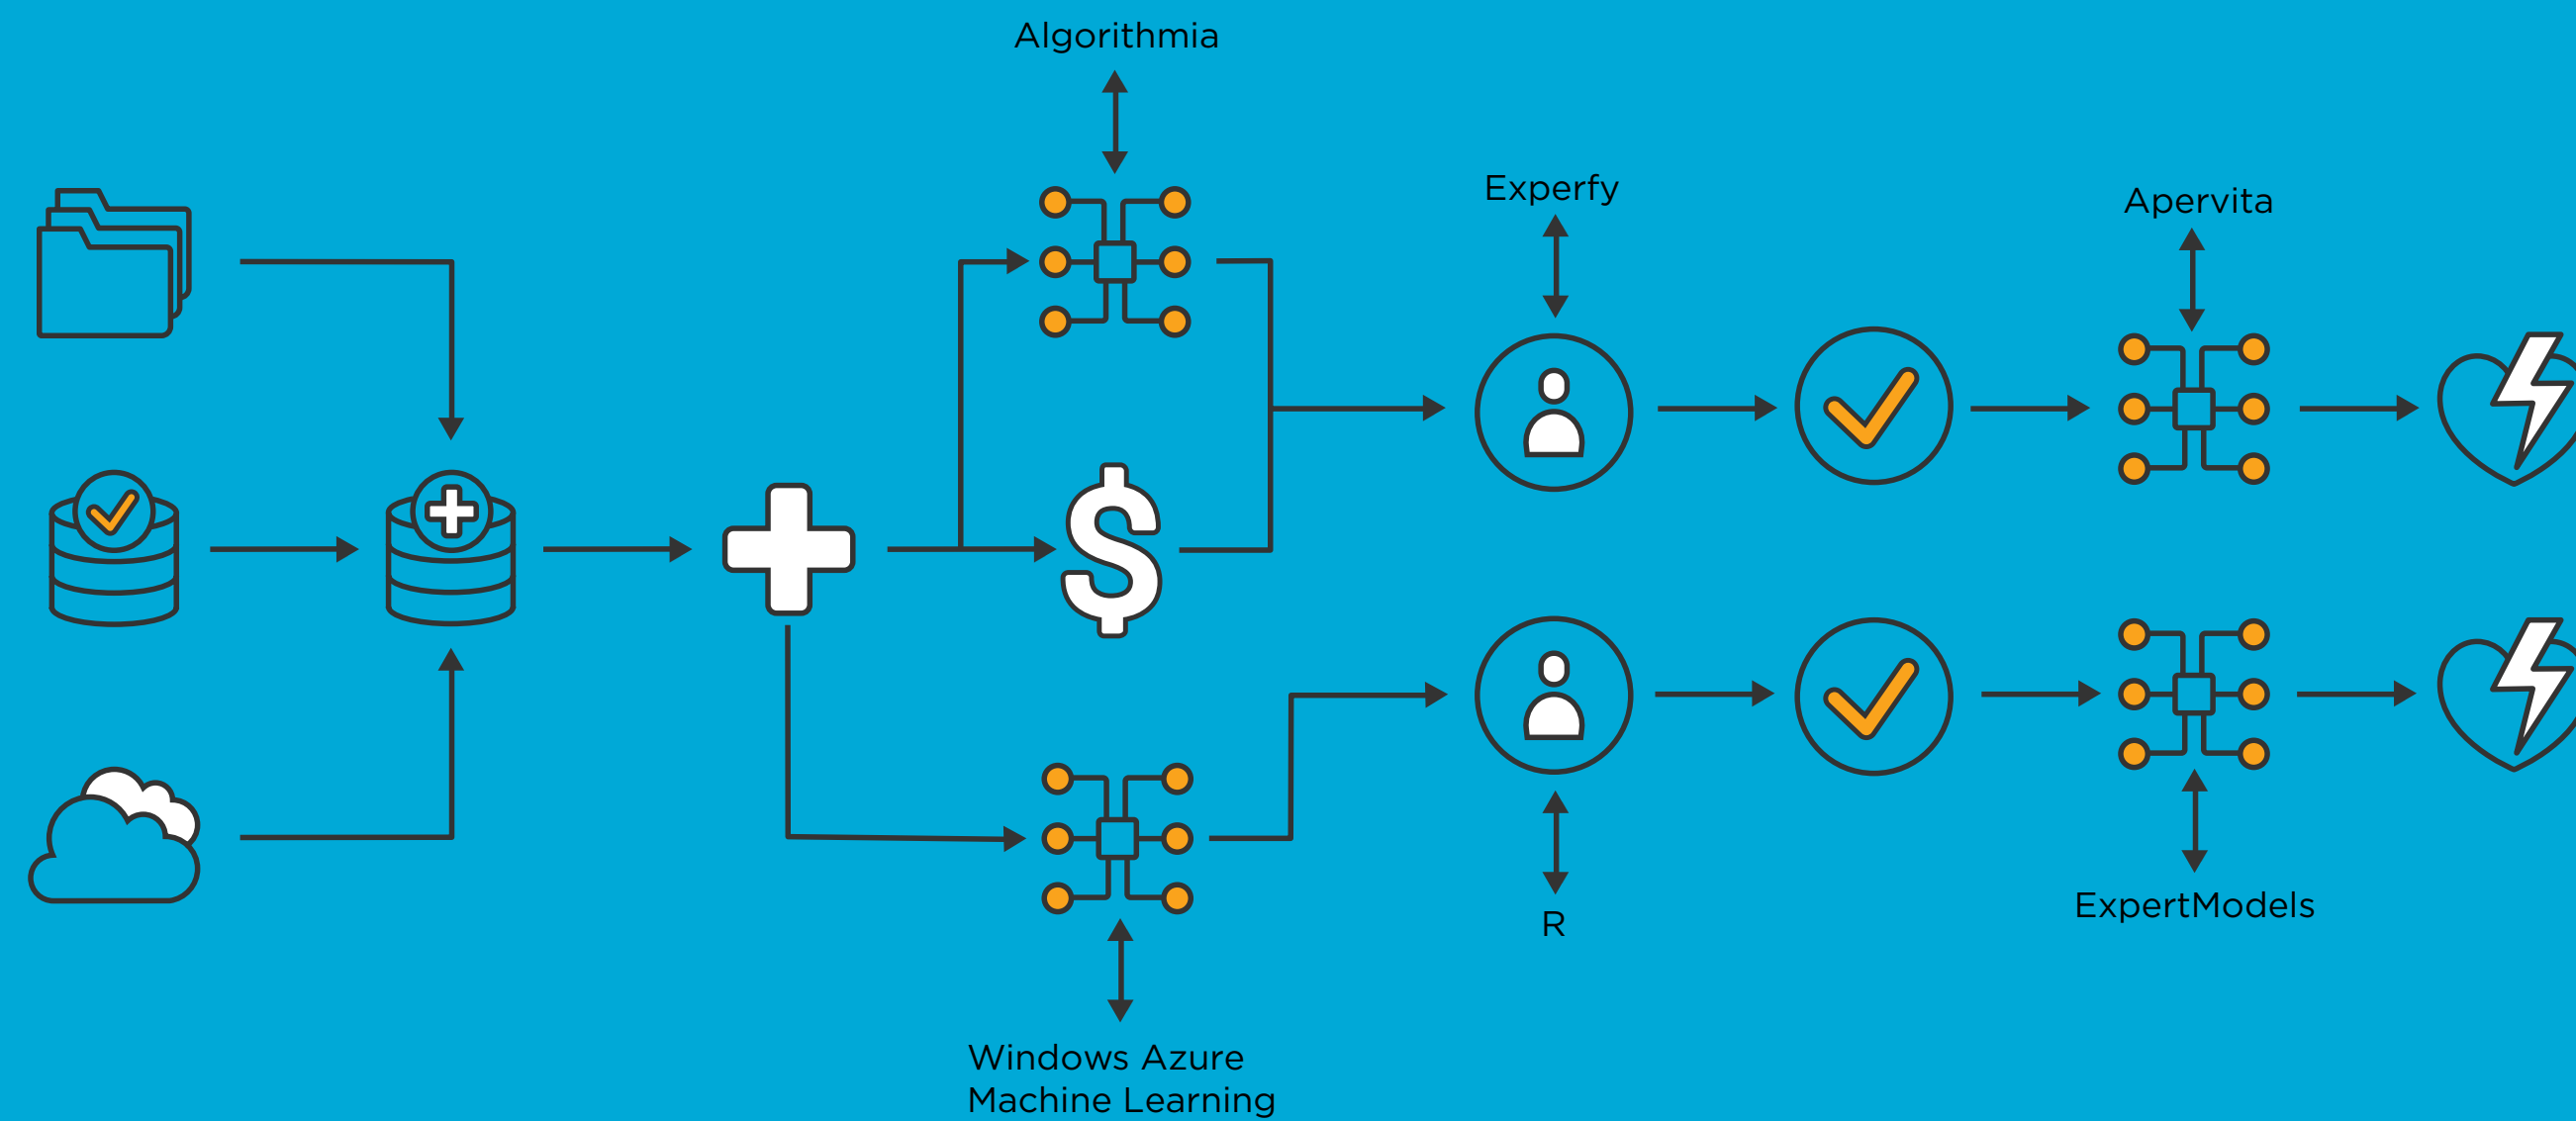 Algorithmia
Experfy
Apervita
R
ExpertModels
Windows Azure
Machine Learning